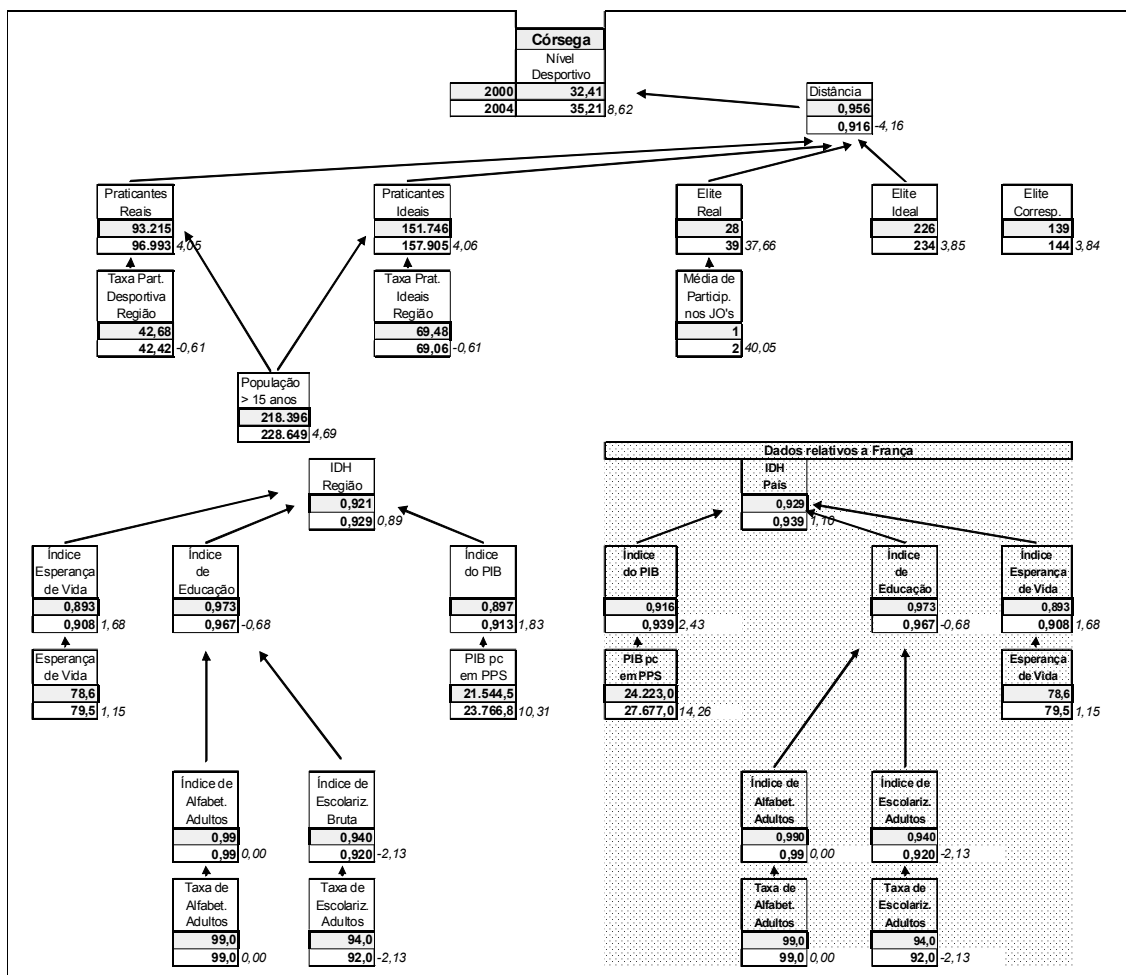 Córsega
Nível
Desportivo
2000 32,41
2004 35,21 8,62
Distância
0,956
0,916 -4,16
Praticantes
Reais
93.215
96.993 4,05
Praticantes
Ideais
151.746
157.905 4,06
Elite
Real
28
39 37,66
Elite
Ideal
226
234 3,85
Elite
Corresp.
139
144 3,84
Taxa Part.
Desportiva
Região
42,68
42,42 -0,61
Taxa Prat.
Ideais
Região
69,48
69,06 -0,61
Média de
Particip.
nos JO's
1
2 40,05
População
> 15 anos
218.396
228.649 4,69
IDH
Região
0,921
0,929 0,89
Índice
Esperança
de Vida
0,893
0,908 1,68
Índice
de
Educação
0,973
0,967 -0,68
Índice
do PIB
0,897
0,913 1,83
Esperança
de Vida
78,6
79,5 1,15
PIB pc
em PPS
21.544,5
23.766,8 10,31
Índice de
Alfabet.
Adultos
0,99
0,99 0,00
Índice de
Escolariz.
Bruta
0,940
0,920 -2,13
Taxa de
Alfabet.
Adultos
99,0
99,0 0,00
Taxa de
Escolariz.
Adultos
94,0
92,0 -2,13
Dados relativos a França
IDH
País
0,929
0,939 1,10
Índice
do PIB
0,916
0,939 2,43
Índice
de
Educação
0,973
0,967 -0,68
Índice
Esperança
de Vida
0,893
0,908 1,68
PIB pc
em PPS
24.223,0
27.677,0 14,26
Esperança
de Vida
78,6
79,5 1,15
Índice de
Alfabet.
Adultos
0,990
0,99 0,00
Índice de
Escolariz.
Adultos
0,940
0,920 -2,13
Taxa de
Alfabet.
Adultos
99,0
99,0 0,00
Taxa de
Escolariz.
Adultos
94,0
92,0 -2,13